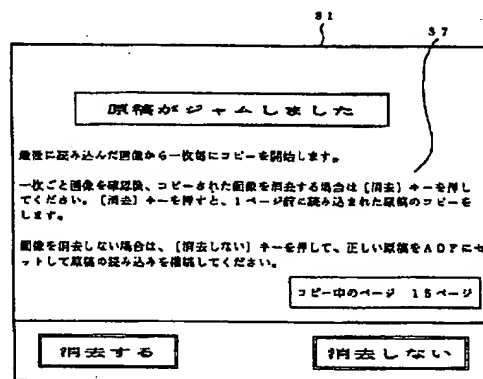 31
37
原稿がジャムしました
最後に読み込んだ画像から一枚毎にコピーを開始します。
一枚ごと画像を確認後、コピーされた画像を消去する場合は［消去］キーを押し
てください。［消去］キーを押すと、1ページ前に読み込まれた原稿のコピーを
します。
画像を消去しない場合は、［消去しない］キーを押して、正しい原稿をADFにセ
ットして原稿の読み込みを継続してください。
コピー中のページ　15ページ
消去する
消去しない